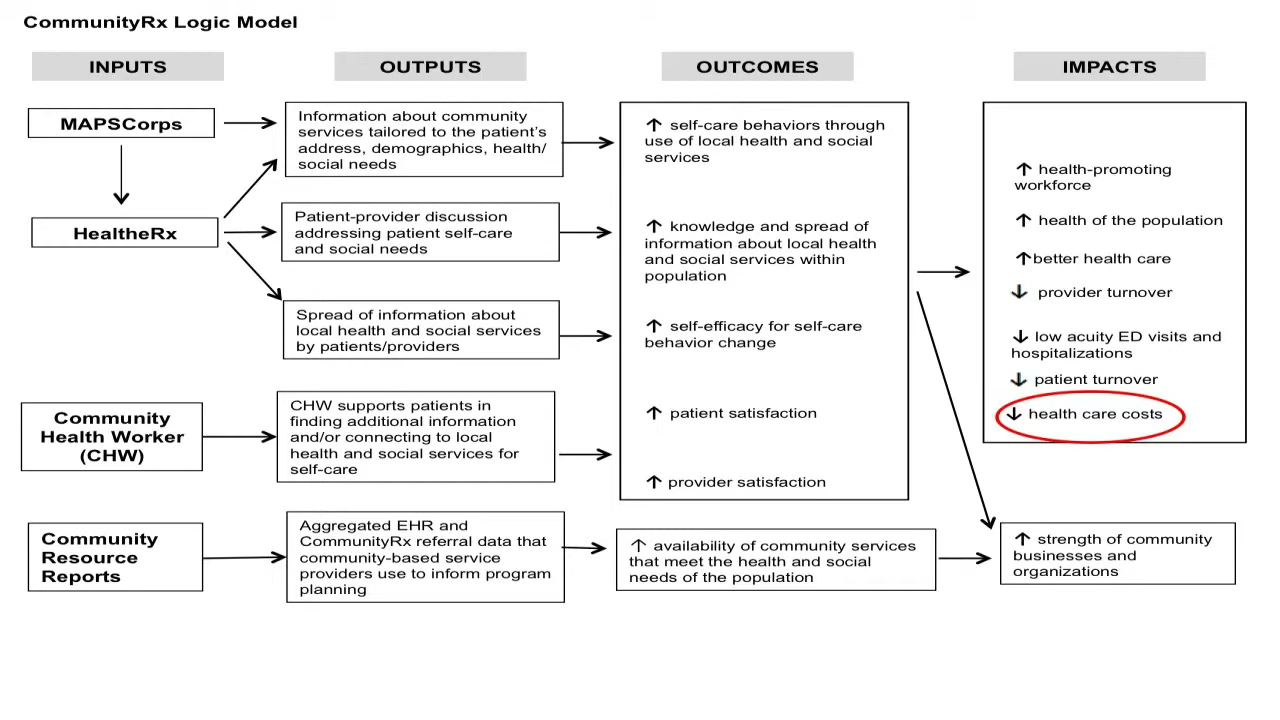 CommunityRx Logic Model
INPUTS
OUTPUTS
OUTCOMES
IMPACTS
MAPSCorps
HealtheRx
Community
Health Worker
(CHW)
Community
Resource
Reports
Information about community
services tailored to the patient's
address, demographics, health/
social needs
Patient-provider discussion
addressing patient self-care
and social needs
Spread of information about
local health and social services
by patients/providers
CHW supports patients in
finding additional information
and/or connecting to local
health and social services for
self-care
Aggregated EHR and
CommunityRx referral data that
community-based service
providers use to inform program
planning
↑ self-care behaviors through
use of local health and social
services
↑ knowledge and spread of
information about local health
and social services within
population
↑ self-efficacy for self-care
behavior change
↑ patient satisfaction
↑ provider satisfaction
↑ availability of community services
that meet the health and social
needs of the population
↑ health-promoting
workforce
↑ health of the population
↑better health care
↓ provider turnover
↓ low acuity ED visits and
hospitalizations
↓ patient turnover
↓ health care costs
↑ strength of community
businesses and
organizations